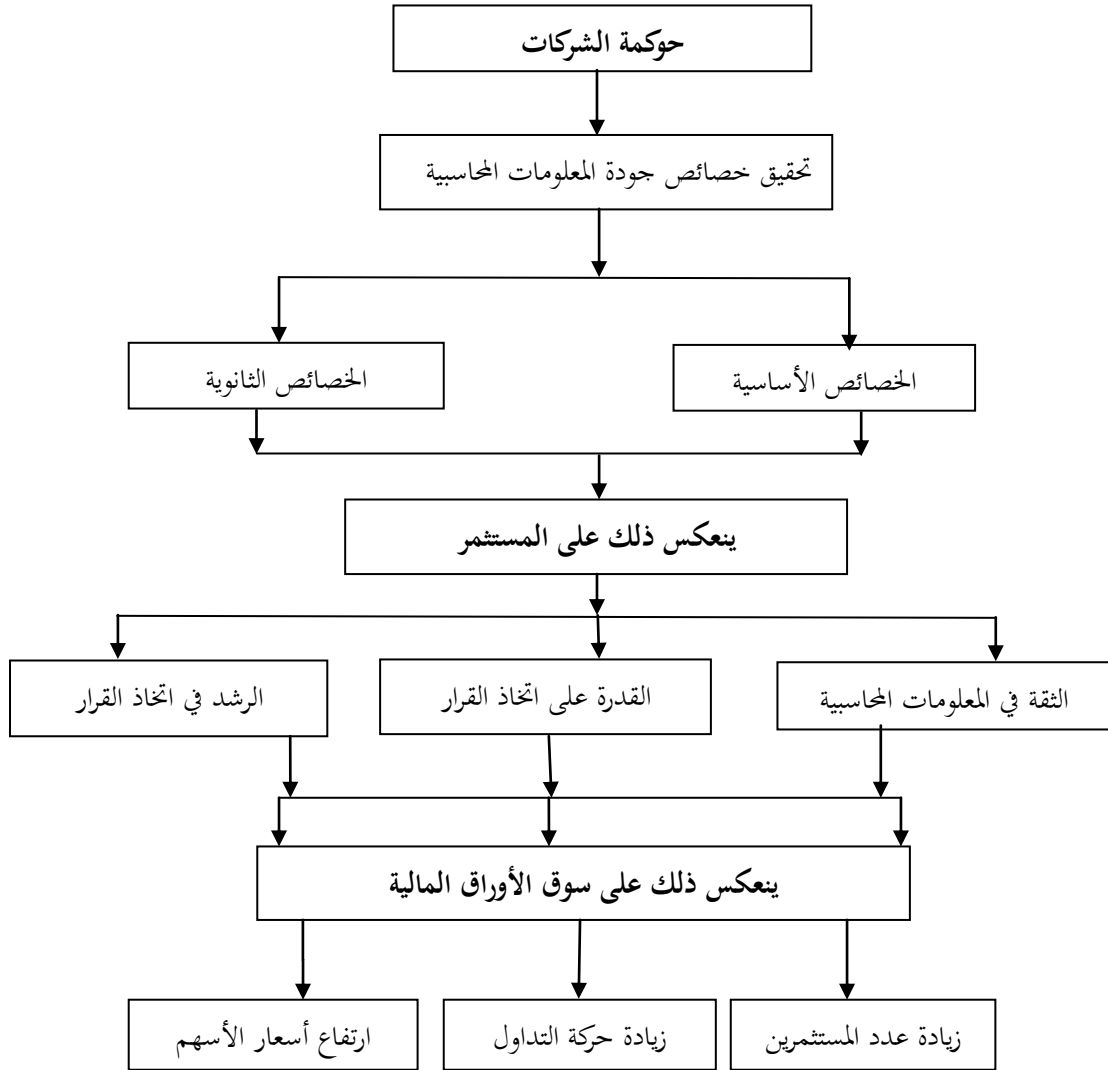 حوكمة الشركات
تحقيق خصائص جودة المعلومات المحاسبية
الخصائص الأساسية
الخصائص الثانوية
ينعكس ذلك على المستثمر
الثقة في المعلومات المحاسبية
القدرة على اتخاذ القرار
الرشد في اتخاذ القرار
ينعكس ذلك على سوق الأوراق المالية
زيادة عدد المستثمرين
زيادة حركة التداول
ارتفاع أسعار الأسهم